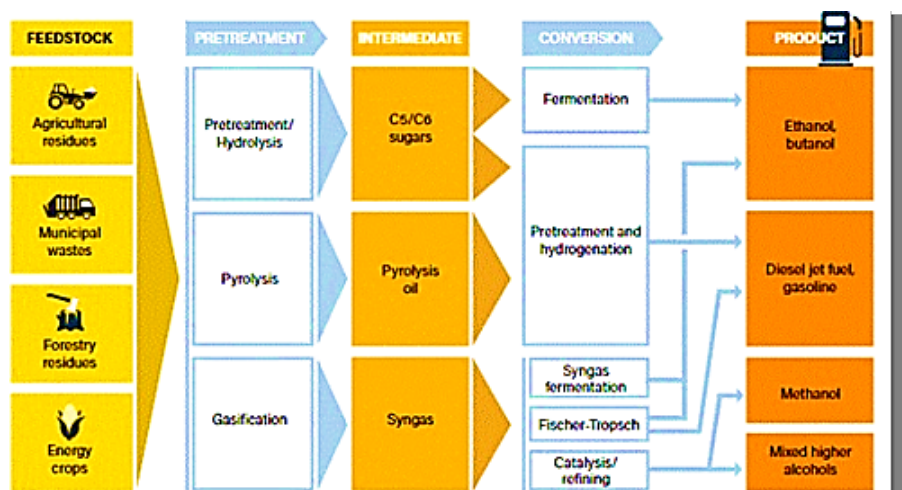 FEEDSTOCK
PRETREATMENT
INTERMEDIATE
CONVERSION
PRODUCT
Agricultural
residues
Municipal
wastes
Forestry
residues
Energy
crops
Pretreatment/
Hydrolysis
Pyrolysis
Gasification
C5/C6
sugars
Pyrolysis
oil
Syngas
Fermentation
Pretreatment and
hydrogenation
Syngas
fermentation
Fischer-Tropsch
Catalysis/
refining
Ethanol,
butanol
Diesel jet fuel,
gasoline
Methanol
Mixed higher
alcohols